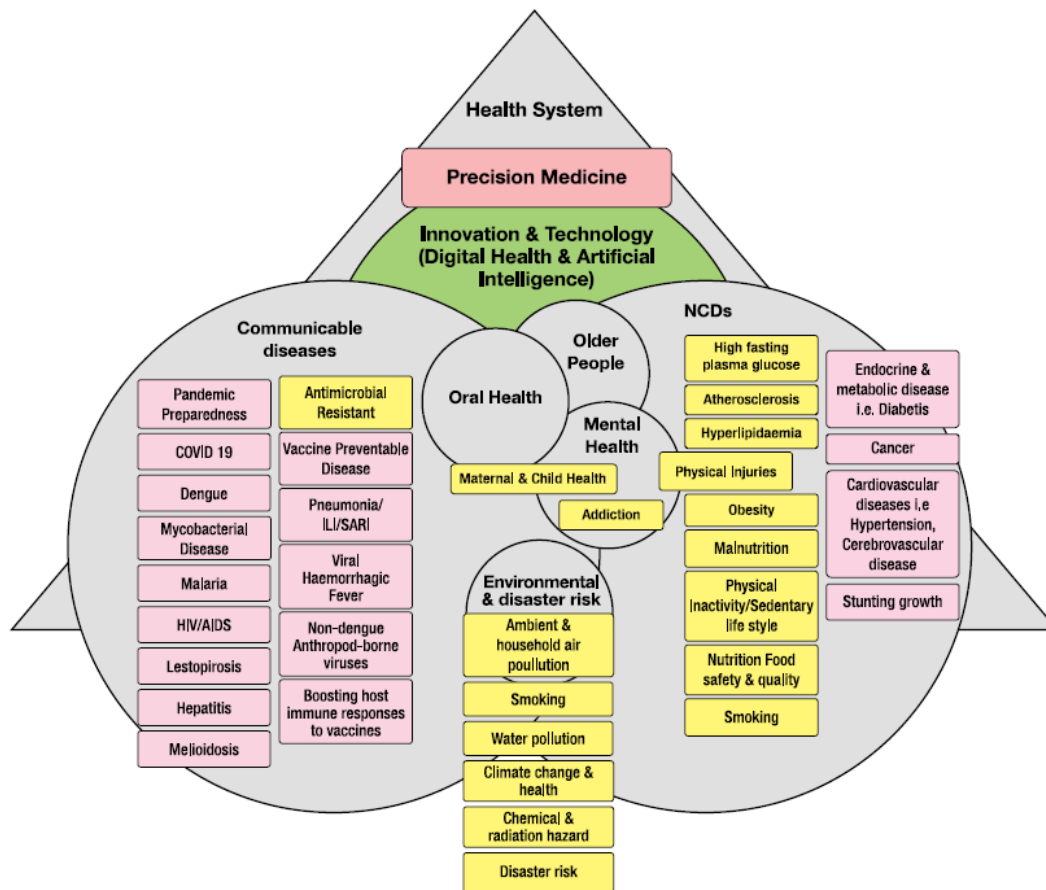 Health System
Precision Medicine
Innovation & Technology
(Digital Health & Artificial
Intelligence)
Communicable
diseases
Pandemic
Preparedness
COVID 19
Dengue
Mycobacterial
Disease
Malaria
HIV/AIDS
Lestopirosis
Hepatitis
Melioidosis
Antimicrobial
Resistant
Vaccine Preventable
Disease
Pneumonia/
ILI/SARI
Viral
Haemorrhagic
Fever
Non-dengue
Anthropod-borne
viruses
Boosting host
immune responses
to vaccines
Oral Health
Older
People
Mental
Health
Maternal & Child Health
Addiction
Physical Injuries
Environmental
& disaster risk
Ambient &
household air
poullution
Smoking
Water pollution
Climate change &
health
Chemical &
radiation hazard
Disaster risk
NCDs
High fasting
plasma glucose
Atherosclerosis
Hyperlipidaemia
Obesity
Malnutrition
Physical
Inactivity/Sedentary
life style
Nutrition Food
safety & quality
Smoking
Endocrine &
metabolic disease
i.e. Diabetis
Cancer
Cardiovascular
diseases i,e
Hypertension,
Cerebrovascular
disease
Stunting growth